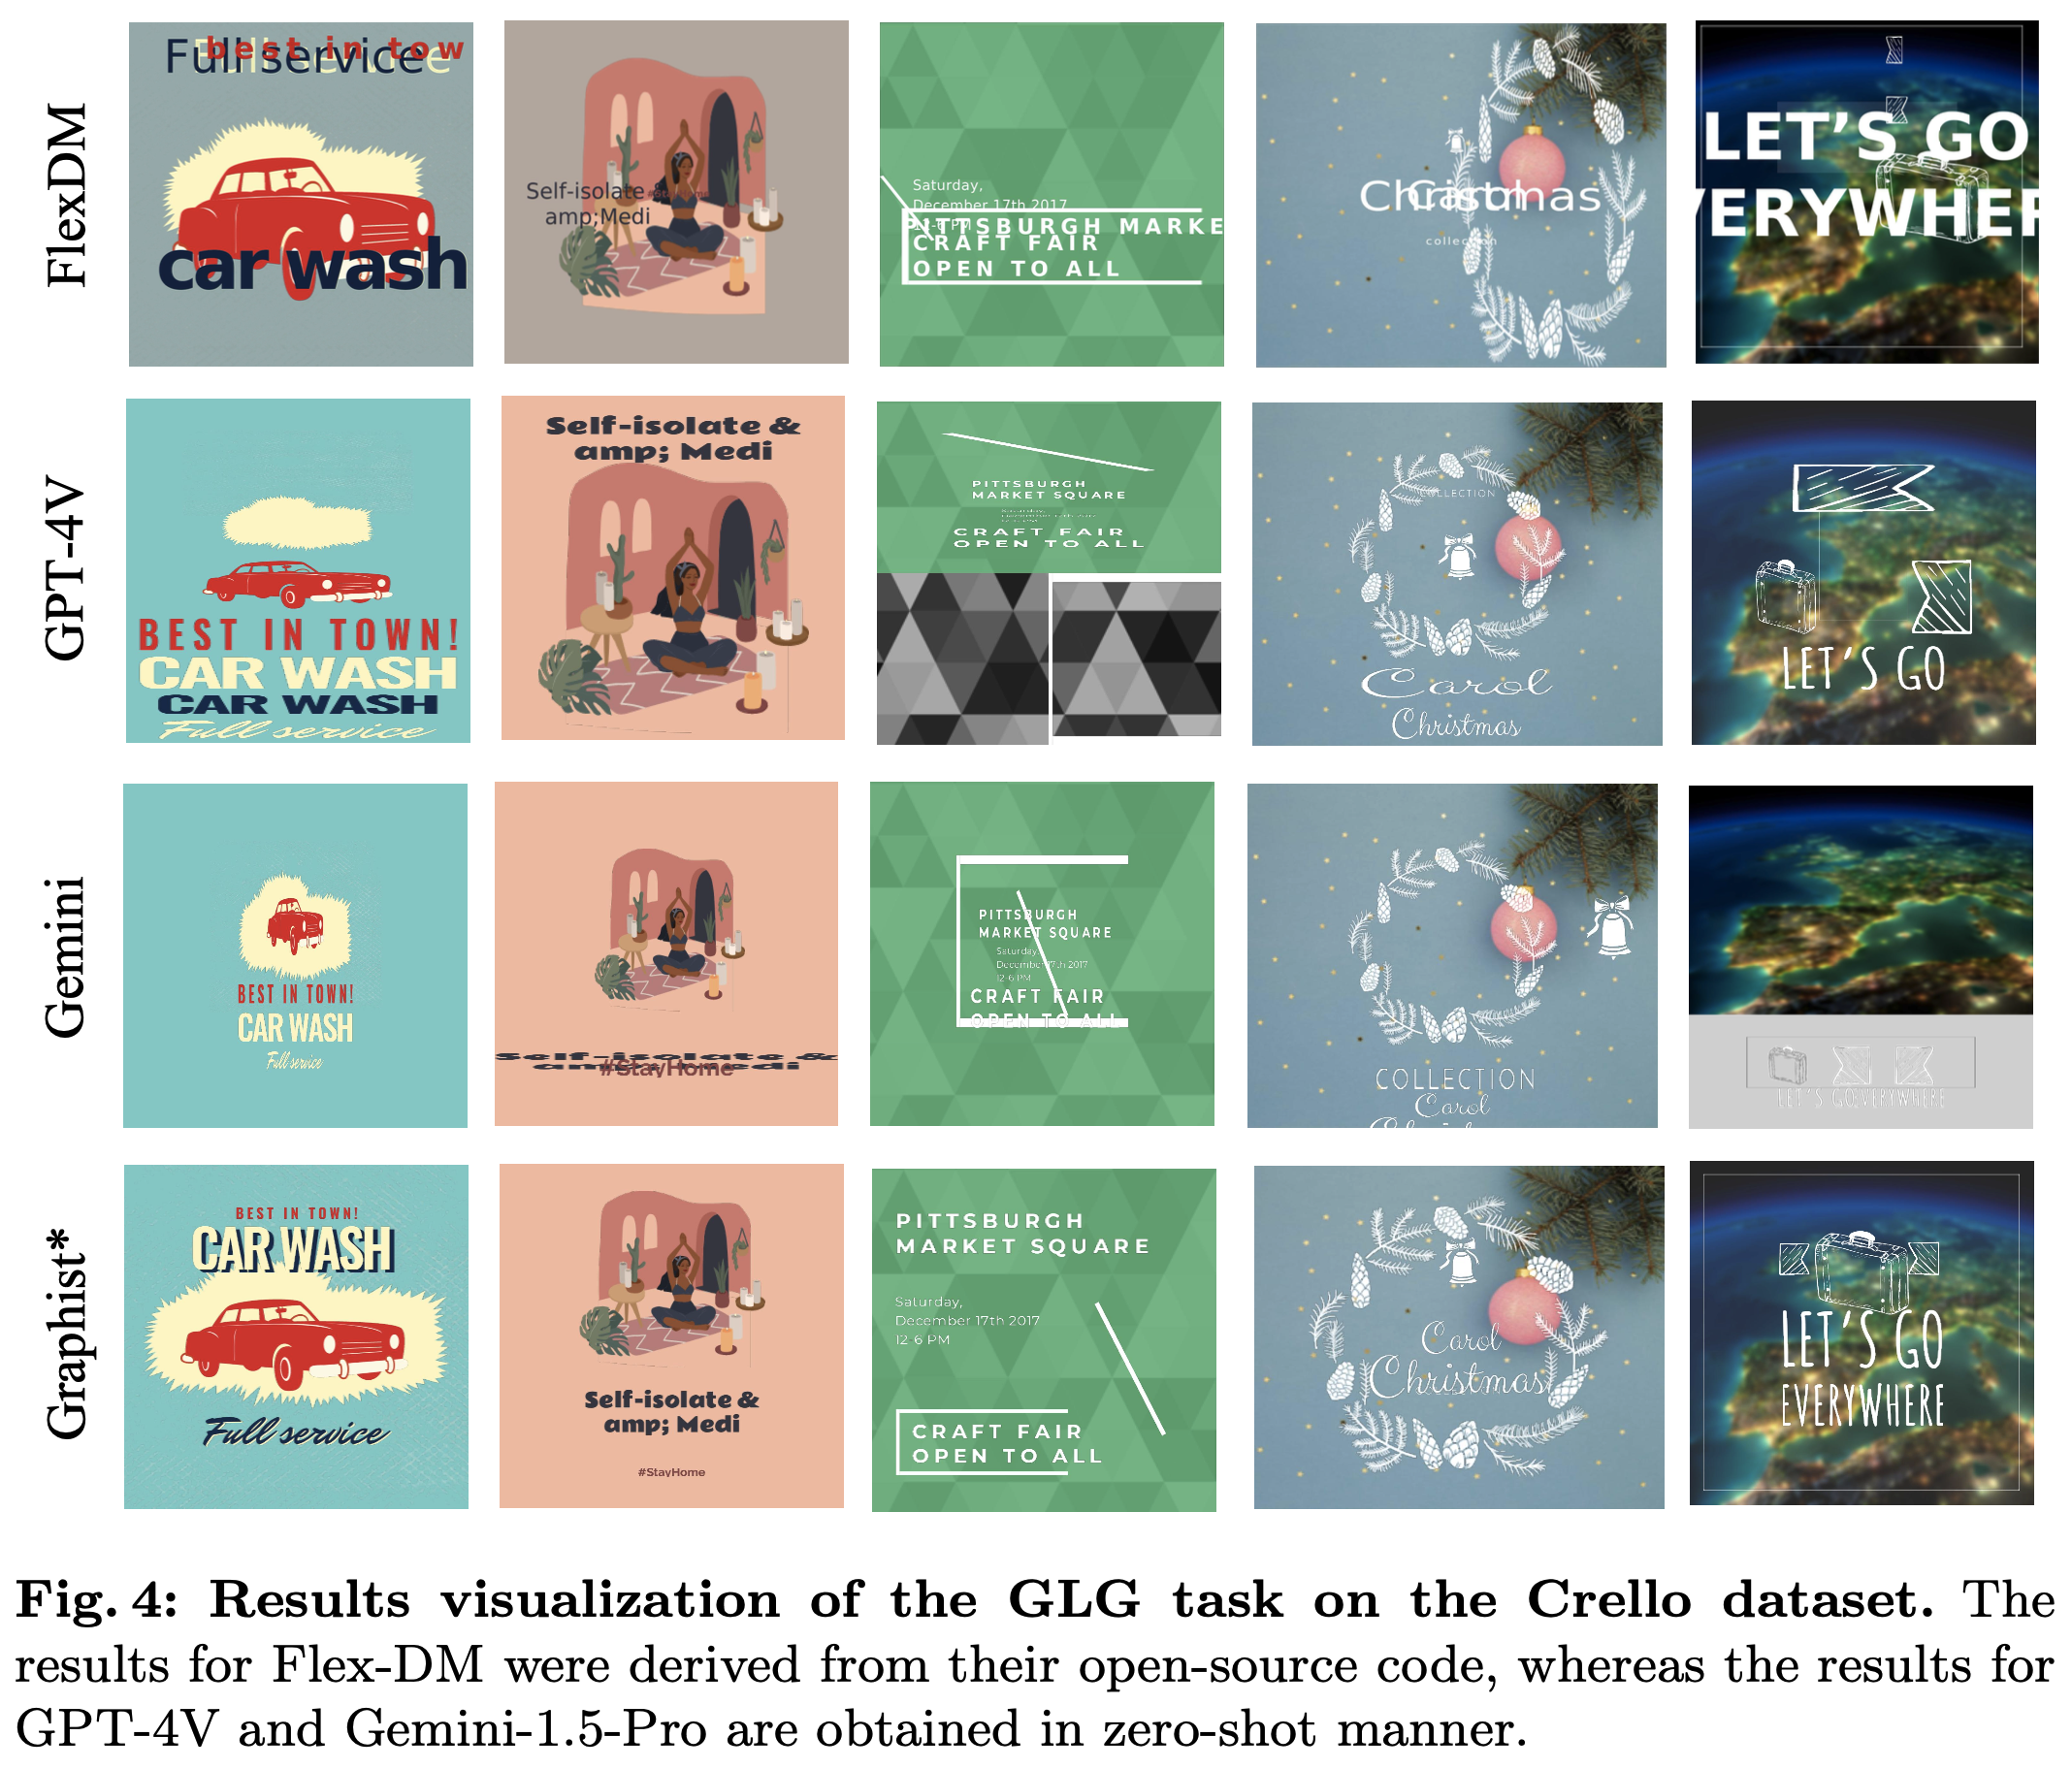 FlexDM
Full service
Full service
best in tow
car wash
Self-isolate &
amp;Medi
Saturday,
December 17th 2017
12-6 PM
PITTSBURGH MARKE
CRAFT FAIR
OPEN TO ALL
Christmas
Carol
collection
LET’S GO
VERYWHER
GPT-4V
BEST IN TOWN!
CAR WASH
CAR WASH
Full service
Self-isolate &
amp; Medi
PITTSBURGH
MARKET SQUARE
CRAFT FAIR
OPEN TO ALL
COLLECTION
Carol
Christmas
LET'S GO
Gemini
BEST IN TOWN!
CAR WASH
Full service
Self-isolate &
amp; Medi
#StayHome
PITTSBURGH
MARKET SQUARE
Saturday,
December 17th 2017
12-6 PM
CRAFT FAIR
OPEN TO ALL
COLLECTION
Carol
LET'S GO
EVERYWHERE
Graphist*
BEST IN TOWN!
CAR WASH
Full service
Self-isolate &
amp; Medi
#StayHome
PITTSBURGH
MARKET SQUARE
Saturday,
December 17th 2017
12-6 PM
CRAFT FAIR
OPEN TO ALL
Carol
Christmas
LET'S GO
EVERYWHERE
Fig. 4: Results visualization of the GLG task on the Crello dataset. The
results for Flex-DM were derived from their open-source code, whereas the results for
GPT-4V and Gemini-1.5-Pro are obtained in zero-shot manner.